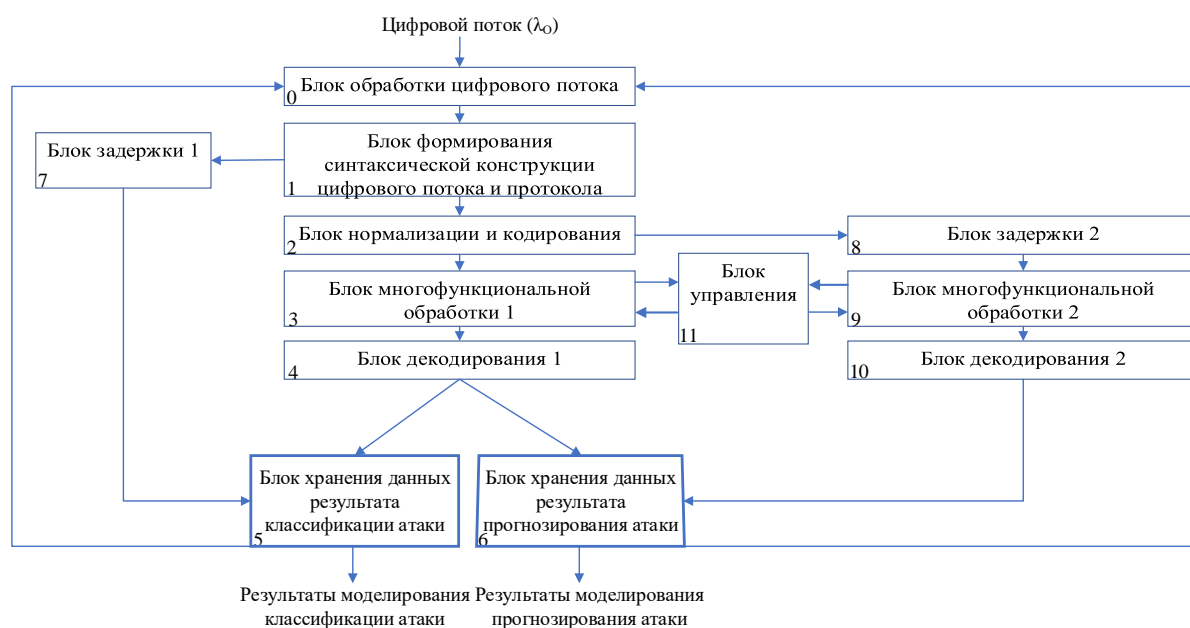 Цифровой поток (λO)
Блок обработки цифрового потока
0
Блок формирования
синтаксической конструкции
цифрового потока и протокола
1
Блок задержки 1
7
Блок нормализации и кодирования
2
Блок задержки 2
8
Блок многофункциональной
обработки 1
3
Блок
управления
11
Блок многофункциональной
обработки 2
9
Блок декодирования 1
4
Блок декодирования 2
10
Блок хранения данных
результата
классификации атаки
5
Блок хранения данных
результата
прогнозирования атаки
6
Результаты моделирования
классификации атаки
Результаты моделирования
прогнозирования атаки